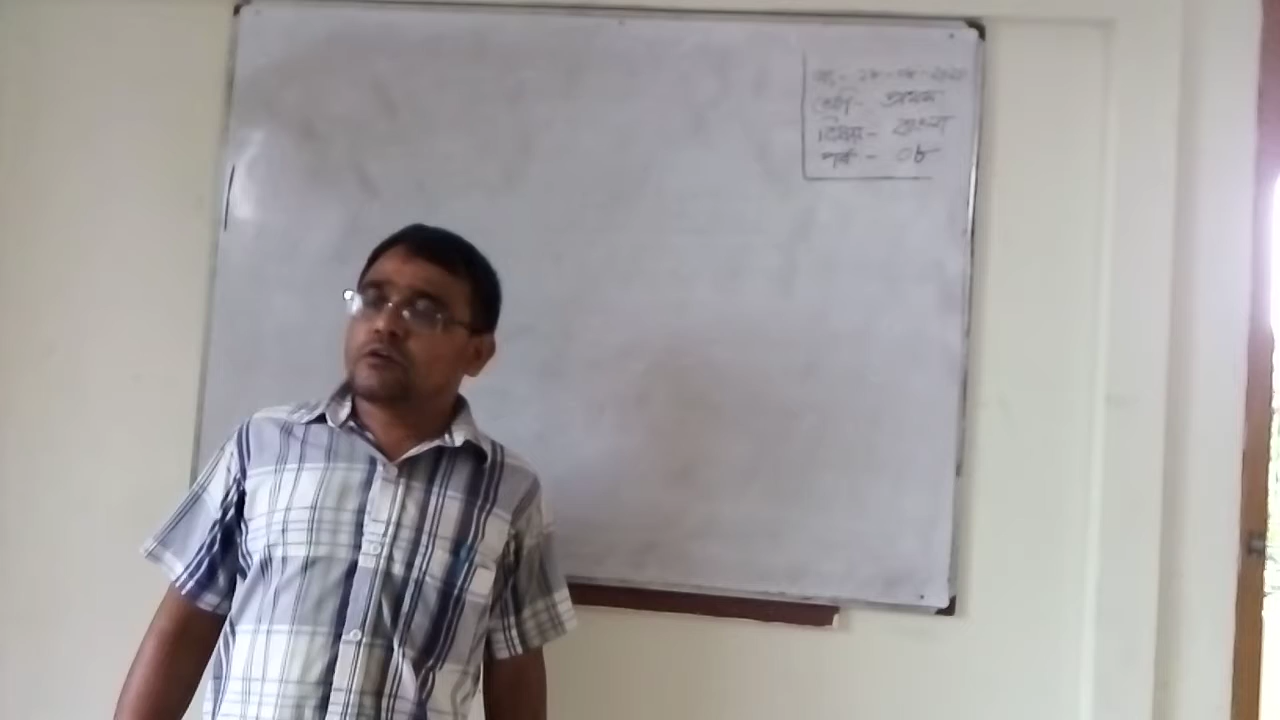 শ্রেণি- প্রথম
বিষয়- বাংলা
পর্ব - ০৮